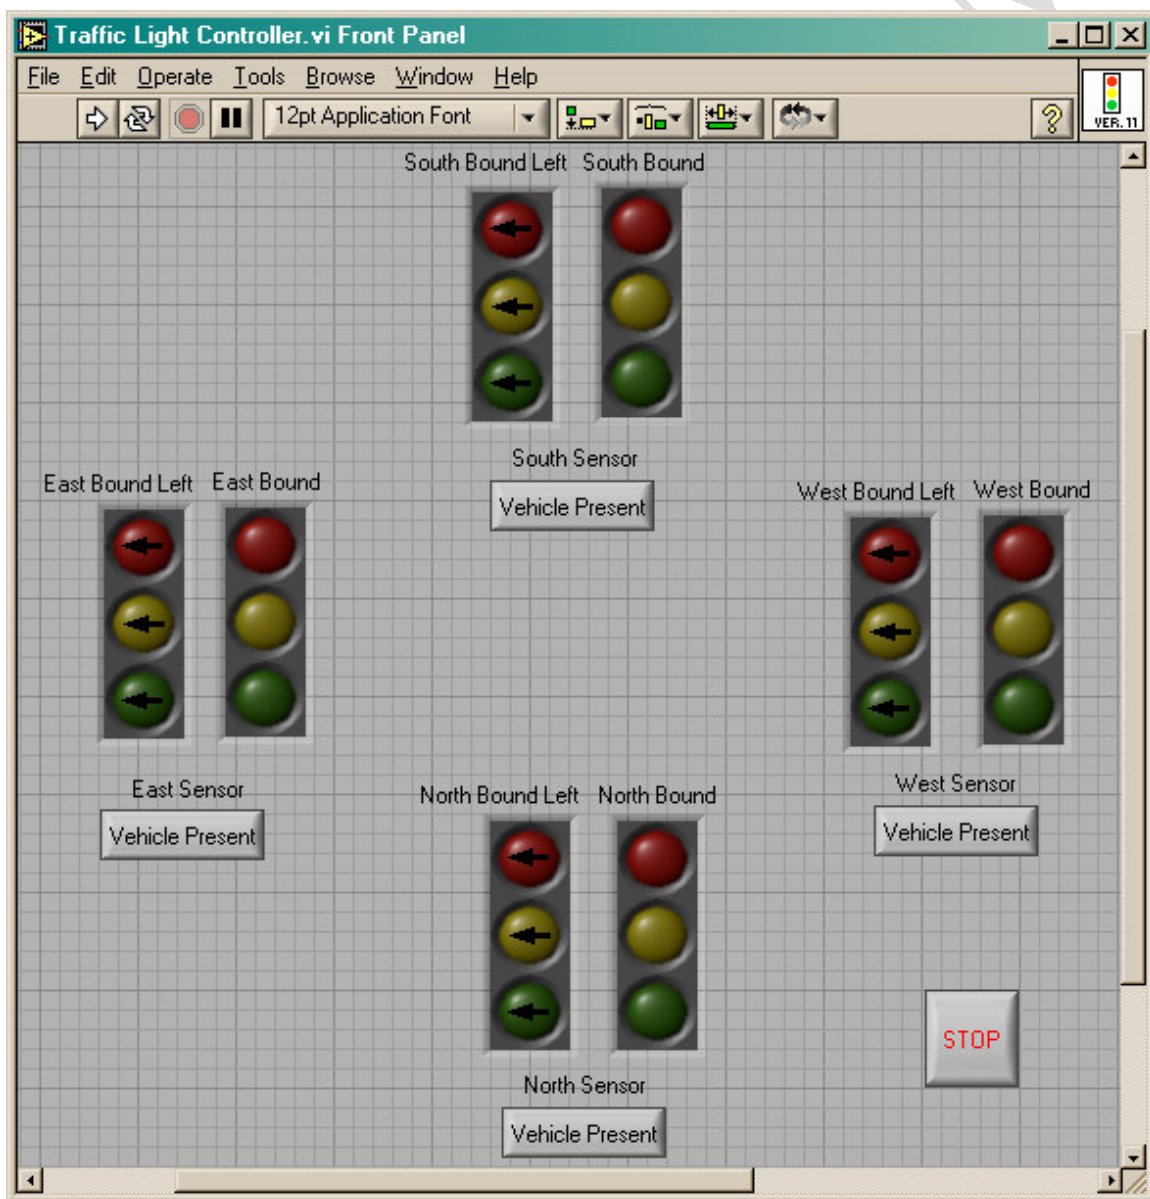 Traffic Light Controller.vi Front Panel
File Edit Operate Tools Browse Window Help
12pt Application Font
VER. 11
South Bound Left South Bound
South Sensor
Vehicle Present
East Bound Left East Bound
West Bound Left West Bound
East Sensor
Vehicle Present
West Sensor
Vehicle Present
North Bound Left North Bound
STOP
North Sensor
Vehicle Present